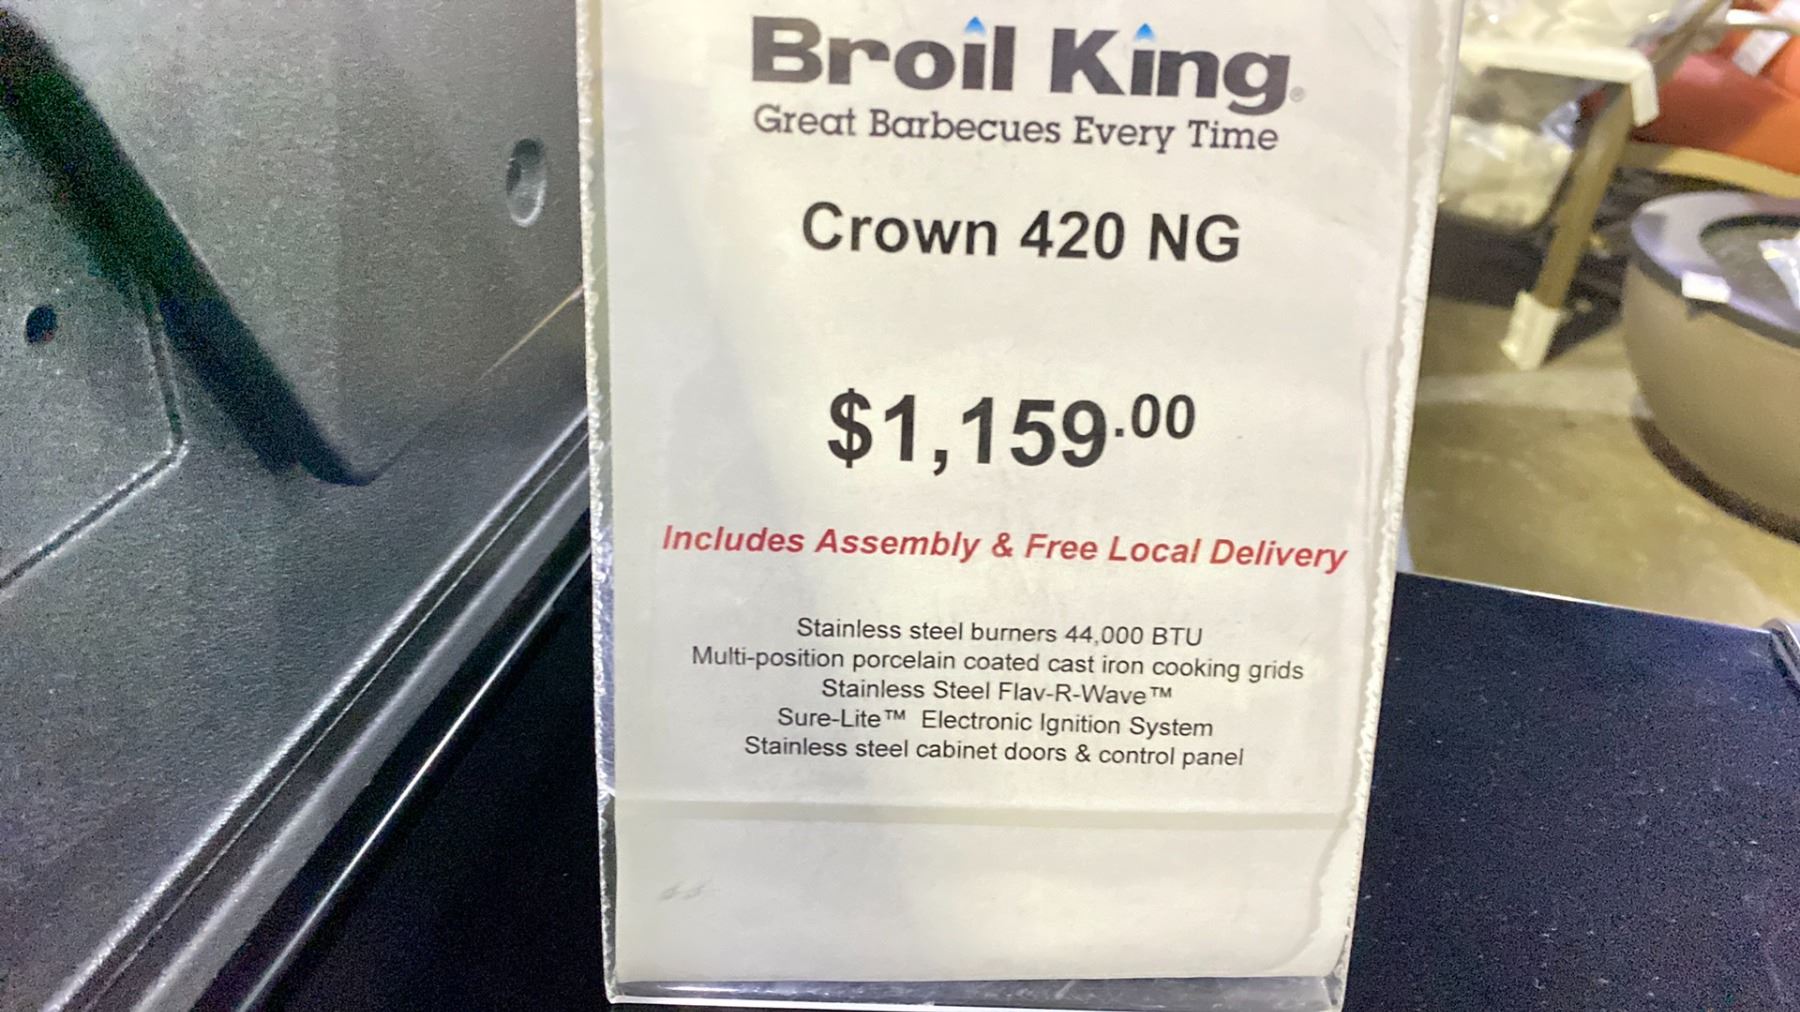 Broil King®
Great Barbecues Every Time
Crown 420 NG
$1,159.00
Includes Assembly & Free Local Delivery
Stainless steel burners 44,000 BTU
Multi-position porcelain coated cast iron cooking grids
Stainless Steel Flav-R-Wave™
Sure-Lite™ Electronic Ignition System
Stainless steel cabinet doors & control panel